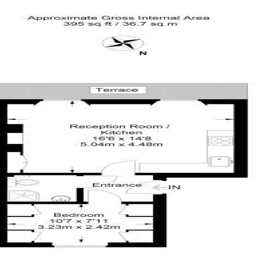 Approximate Gross Internal Area
395 sq ft / 36.7 sq m
N
Terrace
Reception Room /
Kitchen
16'6 x 14'8
5.04m x 4.48m
Entrance
IN
Bedroom
10'7 x 7'11
3.23m x 2.42m